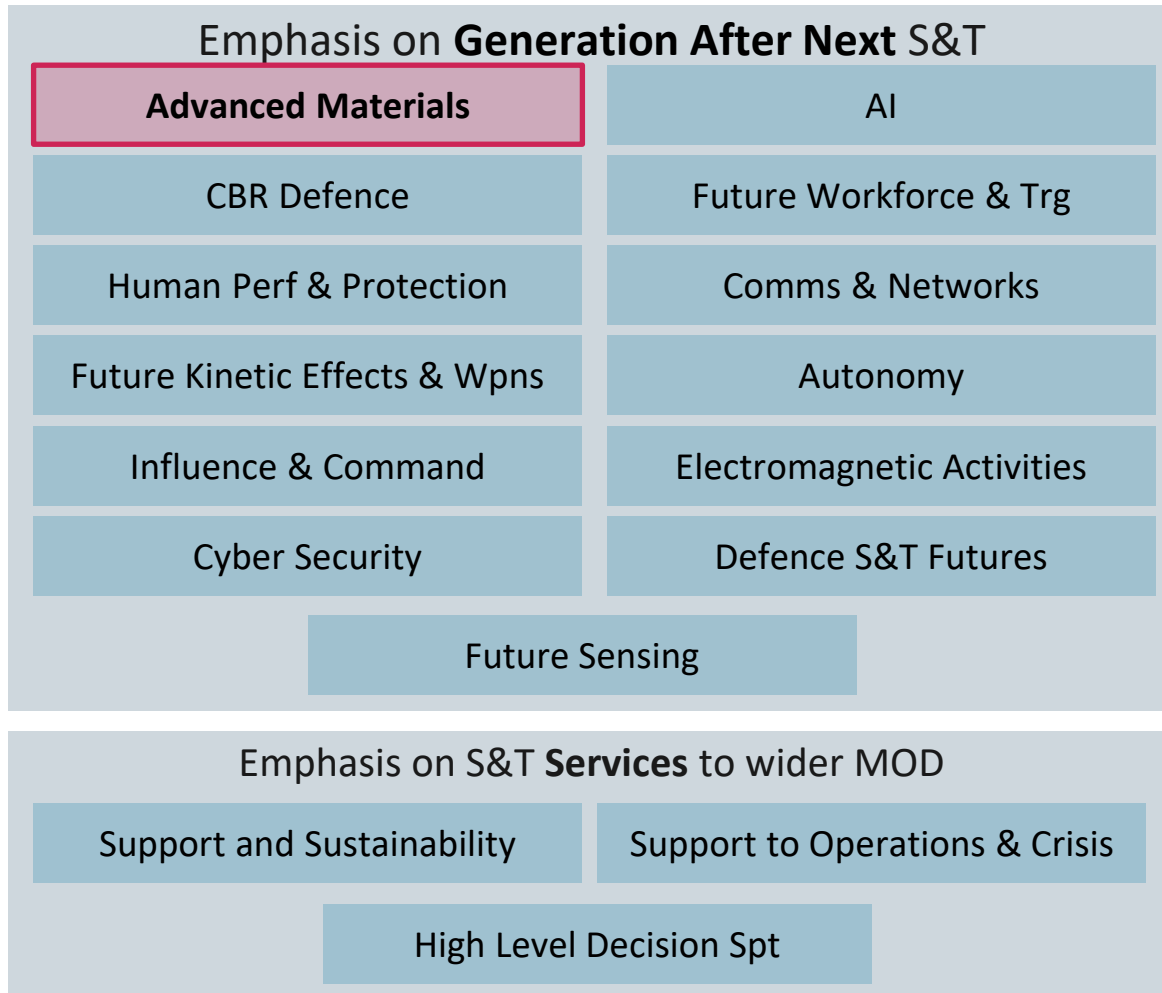 Emphasis on Generation After Next S&T
Advanced Materials
AI
CBR Defence
Future Workforce & Trg
Human Perf & Protection
Comms & Networks
Future Kinetic Effects & Wpns
Autonomy
Influence & Command
Electromagnetic Activities
Cyber Security
Defence S&T Futures
Future Sensing
Emphasis on S&T Services to wider MOD
Support and Sustainability
Support to Operations & Crisis
High Level Decision Spt